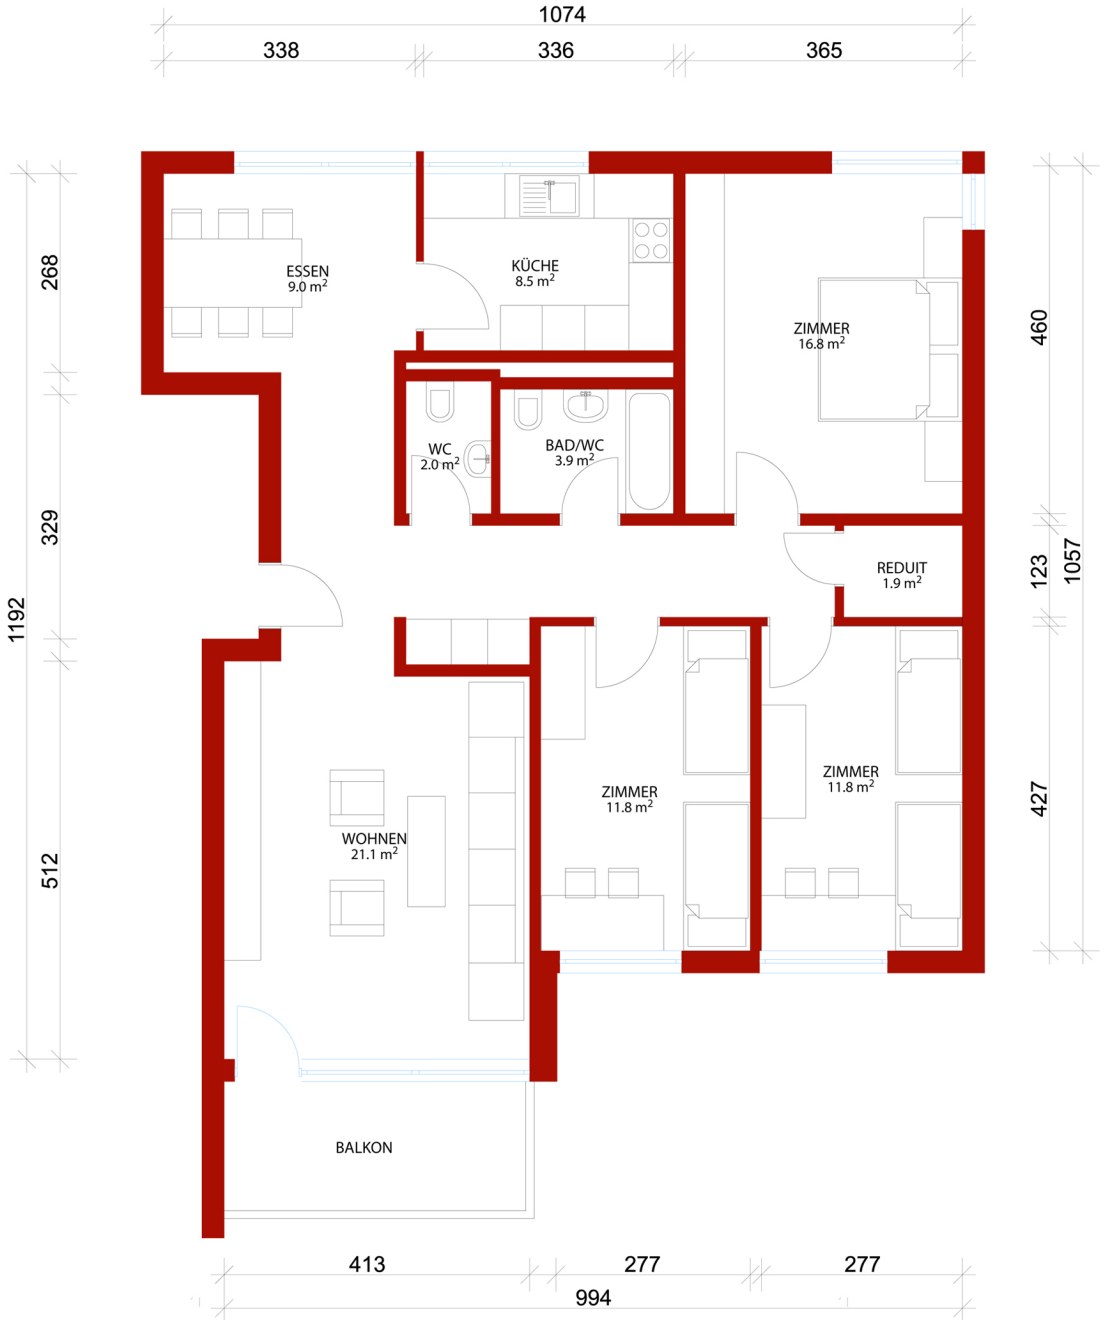 1074
338
336
365
268
329
1192
512
ESSEN
9.0 m²
KÜCHE
8.5 m²
ZIMMER
16.8 m²
WC
2.0 m²
BAD/WC
3.9 m²
REDUIT
1.9 m²
460
123
1057
427
ZIMMER
11.8 m²
ZIMMER
11.8 m²
WOHNEN
21.1 m²
BALKON
413
277
277
994